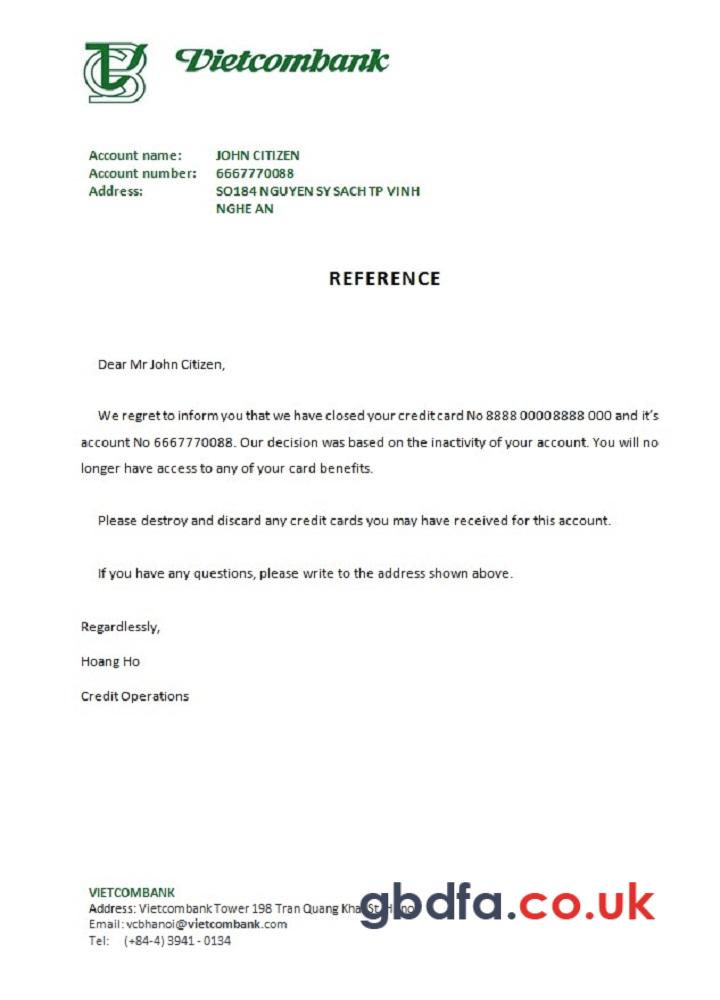 Vietcombank
Account name: JOHN CITIZEN
Account number: 6667770088
Address: SO184 NGUYEN SY SACH TP VINH
NGHE AN
REFERENCE
Dear Mr John Citizen,
We regret to inform you that we have closed your credit card No 8888 0000 8888 000 and it's
account No 6667770088. Our decision was based on the inactivity of your account. You will no
longer have access to any of your card benefits.
Please destroy and discard any credit cards you may have received for this account.
If you have any questions, please write to the address shown above.
Regardlessly,
Hoang Ho
Credit Operations
VIETCOMBANK
Address: Vietcombank Tower 198 Tran Quang St,
gbdfa.co.uk
Email: vcbhanoi@vietcombank.com
Tel: (+84-4) 3941 - 0134